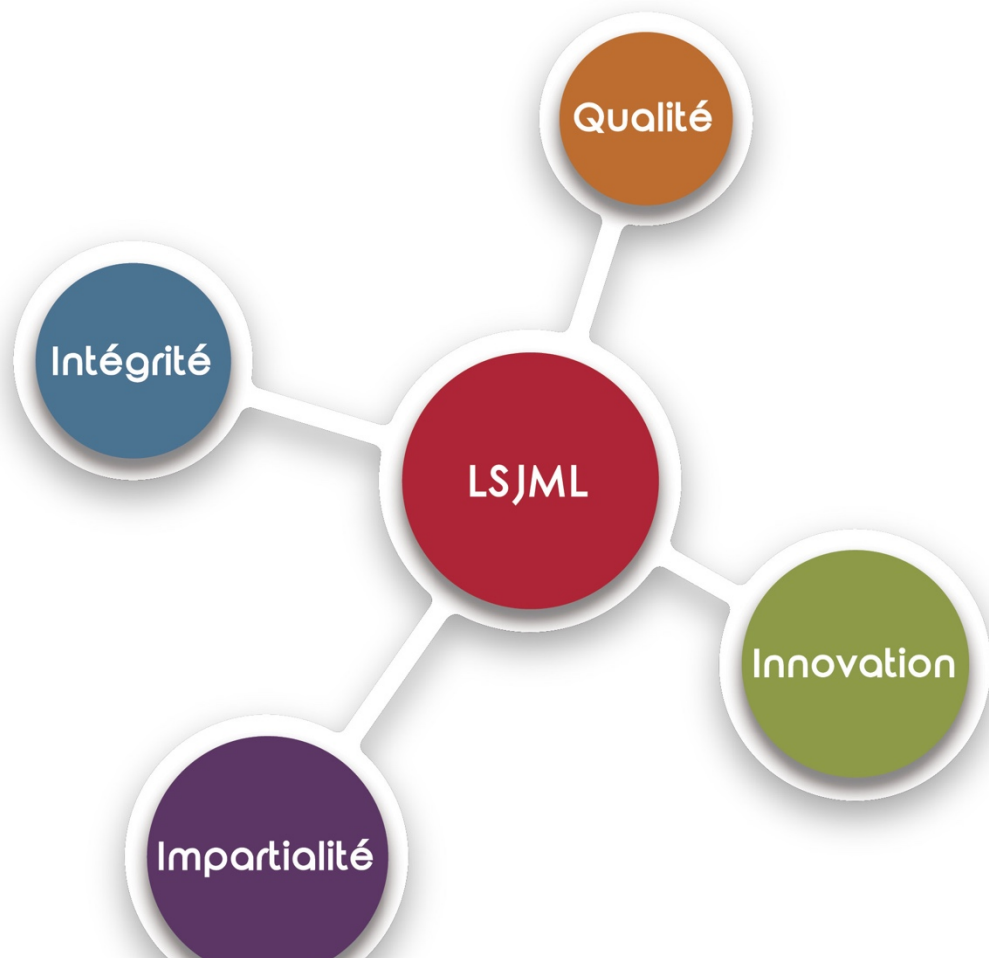 Qualité
Intégrité
LSJML
Innovation
Impartialité